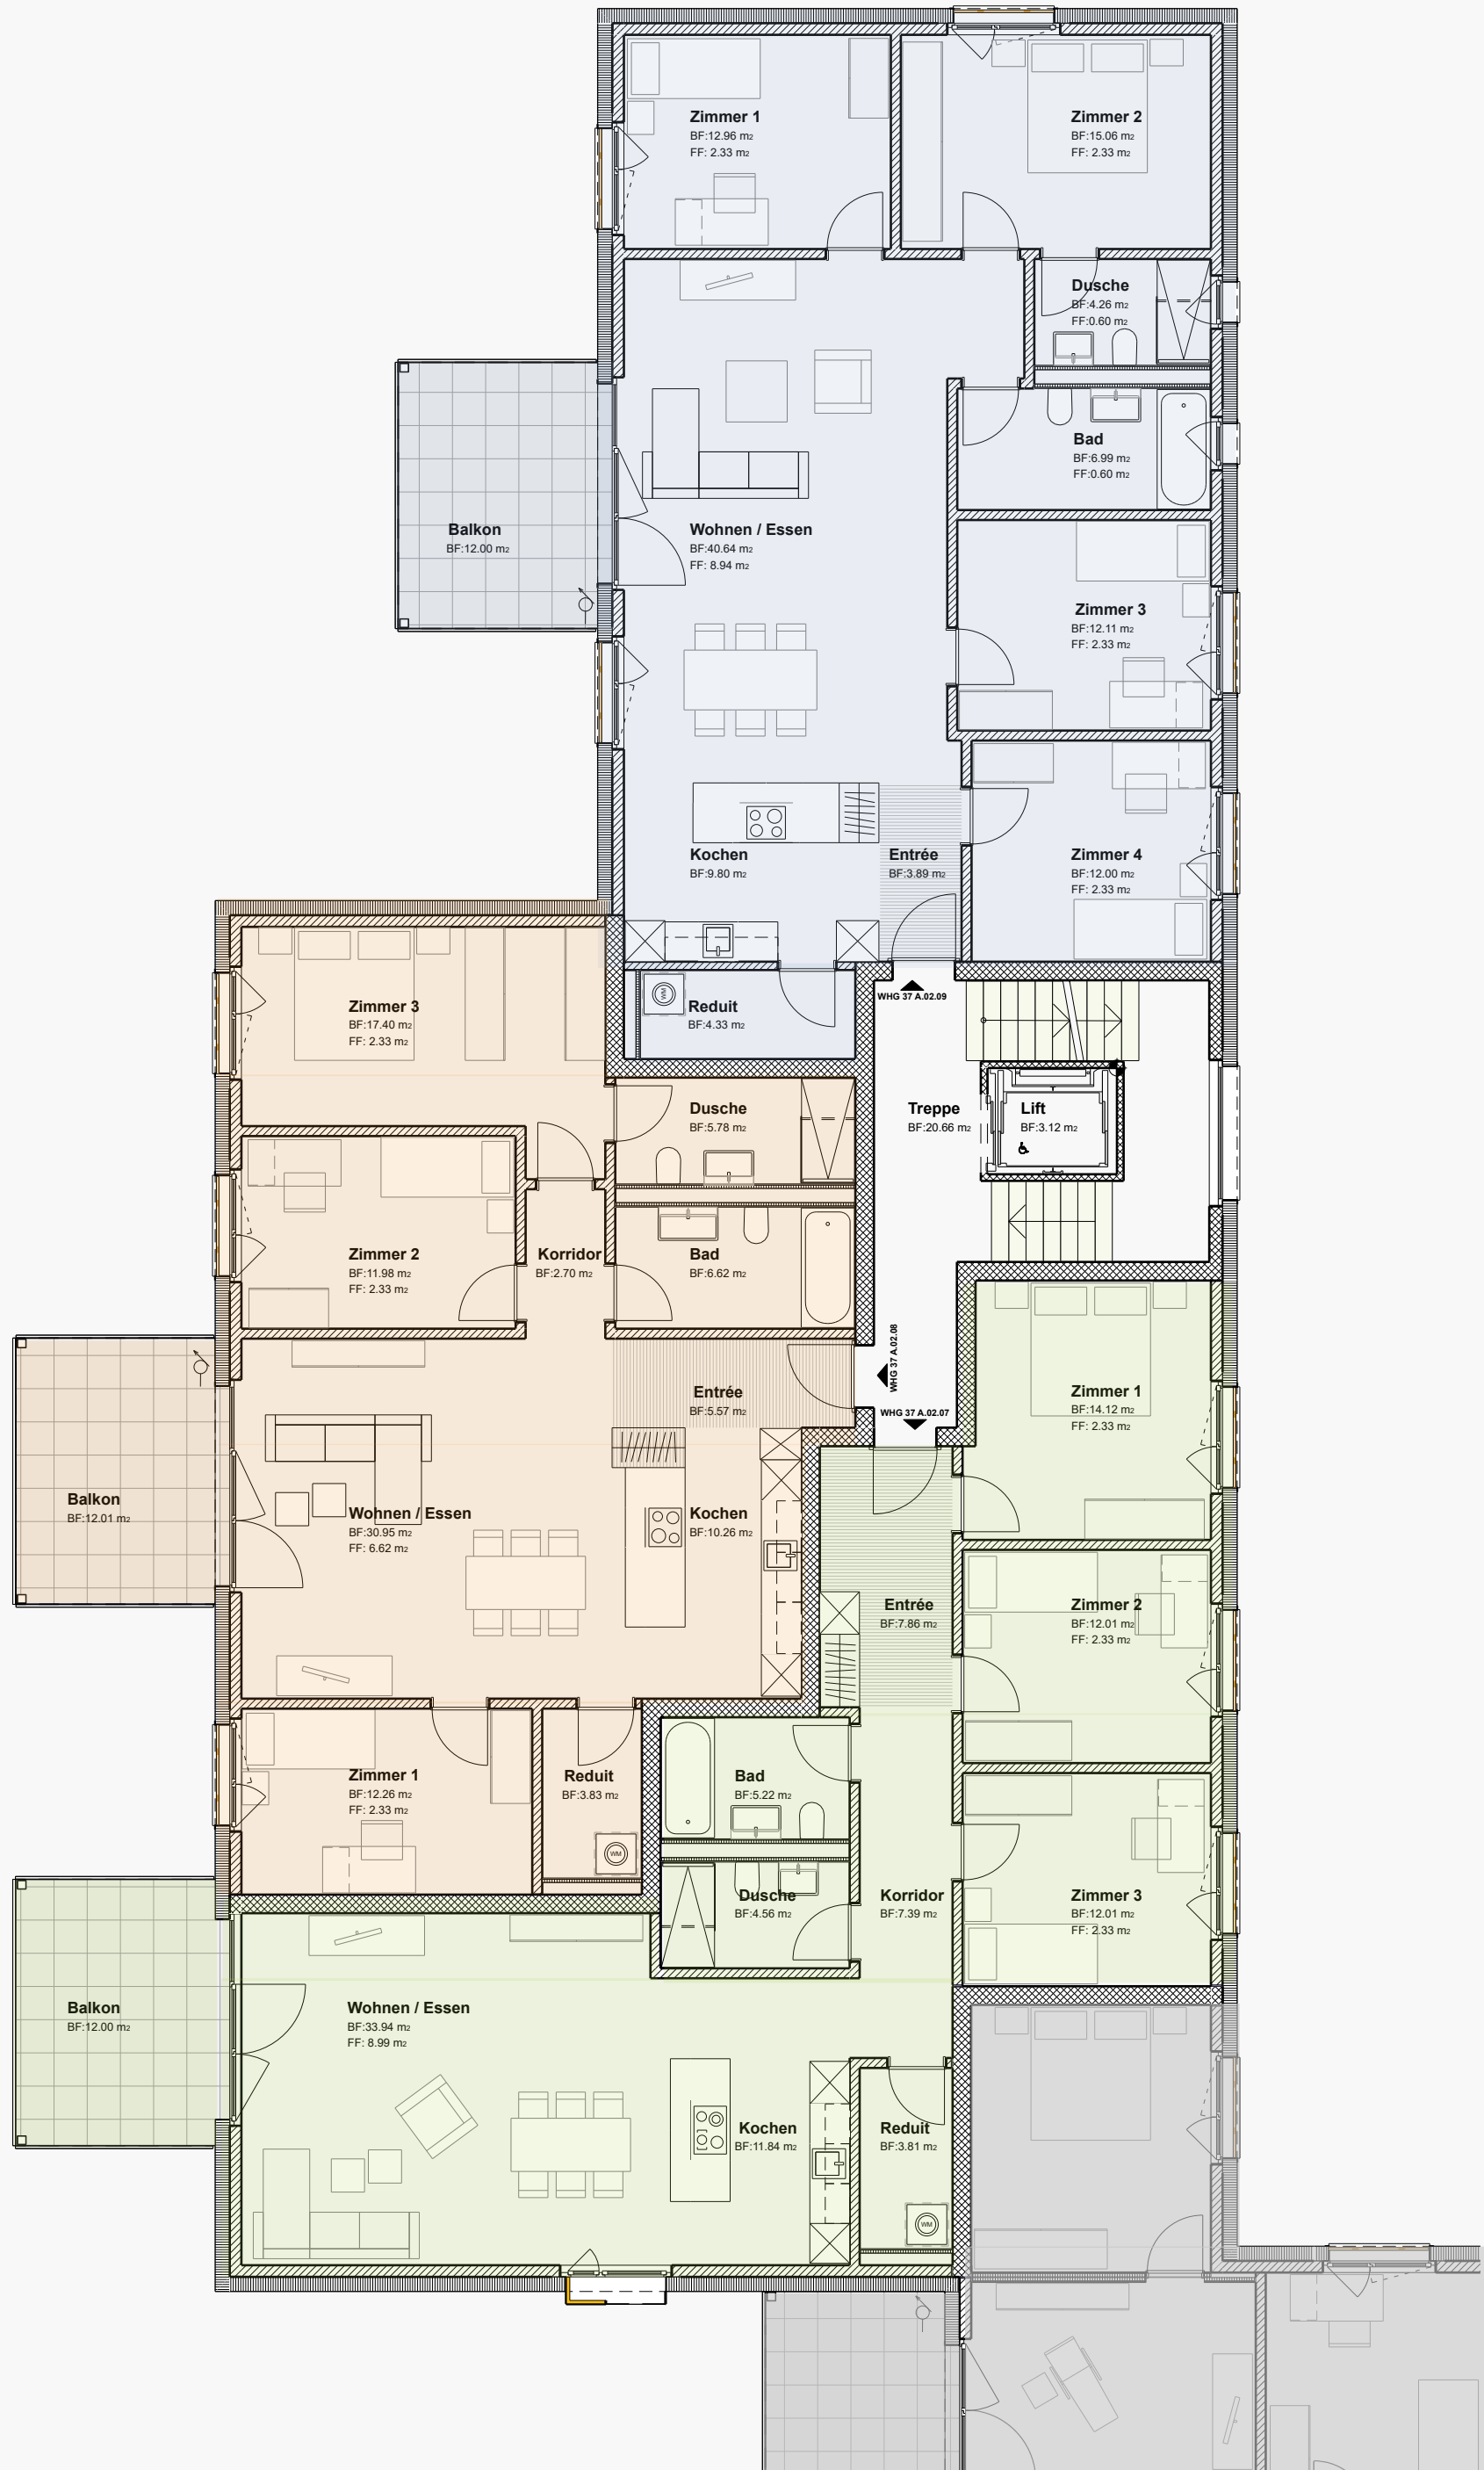 Zimmer 1
BF:12.96 m2
FF: 2.33 m2
Zimmer 2
BF:15.06 m2
FF: 2.33 m2
Dusche
BF:4.26 m2
FF:0.60 m2
Bad
BF:6.99 m2
FF:0.60 m2
Balkon
BF:12.00 m2
Wohnen / Essen
BF:40.64 m2
FF: 8.94 m2
Zimmer 3
BF:12.11 m2
FF: 2.33 m2
Kochen
BF:9.80 m2
Entrée
BF:3.89 m2
Zimmer 4
BF:12.00 m2
FF: 2.33 m2
WM
Reduit
BF:4.33 m2
WHG 37 A.02.09
Zimmer 3
BF:17.40 m2
FF: 2.33 m2
Dusche
BF:5.78 m2
Treppe
BF:20.66 m2
Lift
BF:3.12 m2
Zimmer 2
BF:11.98 m2
FF: 2.33 m2
Korridor
BF:2.70 m2
Bad
BF:6.62 m2
WHG 37 A.02.08
WHG 37 A.02.07
Entrée
BF:5.57 m2
Zimmer 1
BF:14.12 m2
FF: 2.33 m2
Balkon
BF:12.01 m2
Wohnen / Essen
BF:30.95 m2
FF: 6.62 m2
Kochen
BF:10.26 m2
Entrée
BF:7.86 m2
Zimmer 2
BF:12.01 m2
FF: 2.33 m2
Zimmer 1
BF:12.26 m2
FF: 2.33 m2
Reduit
BF:3.83 m2
WM
Bad
BF:5.22 m2
Dusche
BF:4.56 m2
Korridor
BF:7.39 m2
Zimmer 3
BF:12.01 m2
FF: 2.33 m2
Balkon
BF:12.00 m2
Wohnen / Essen
BF:33.94 m2
FF: 8.99 m2
Kochen
BF:11.84 m2
Reduit
BF:3.81 m2
WM